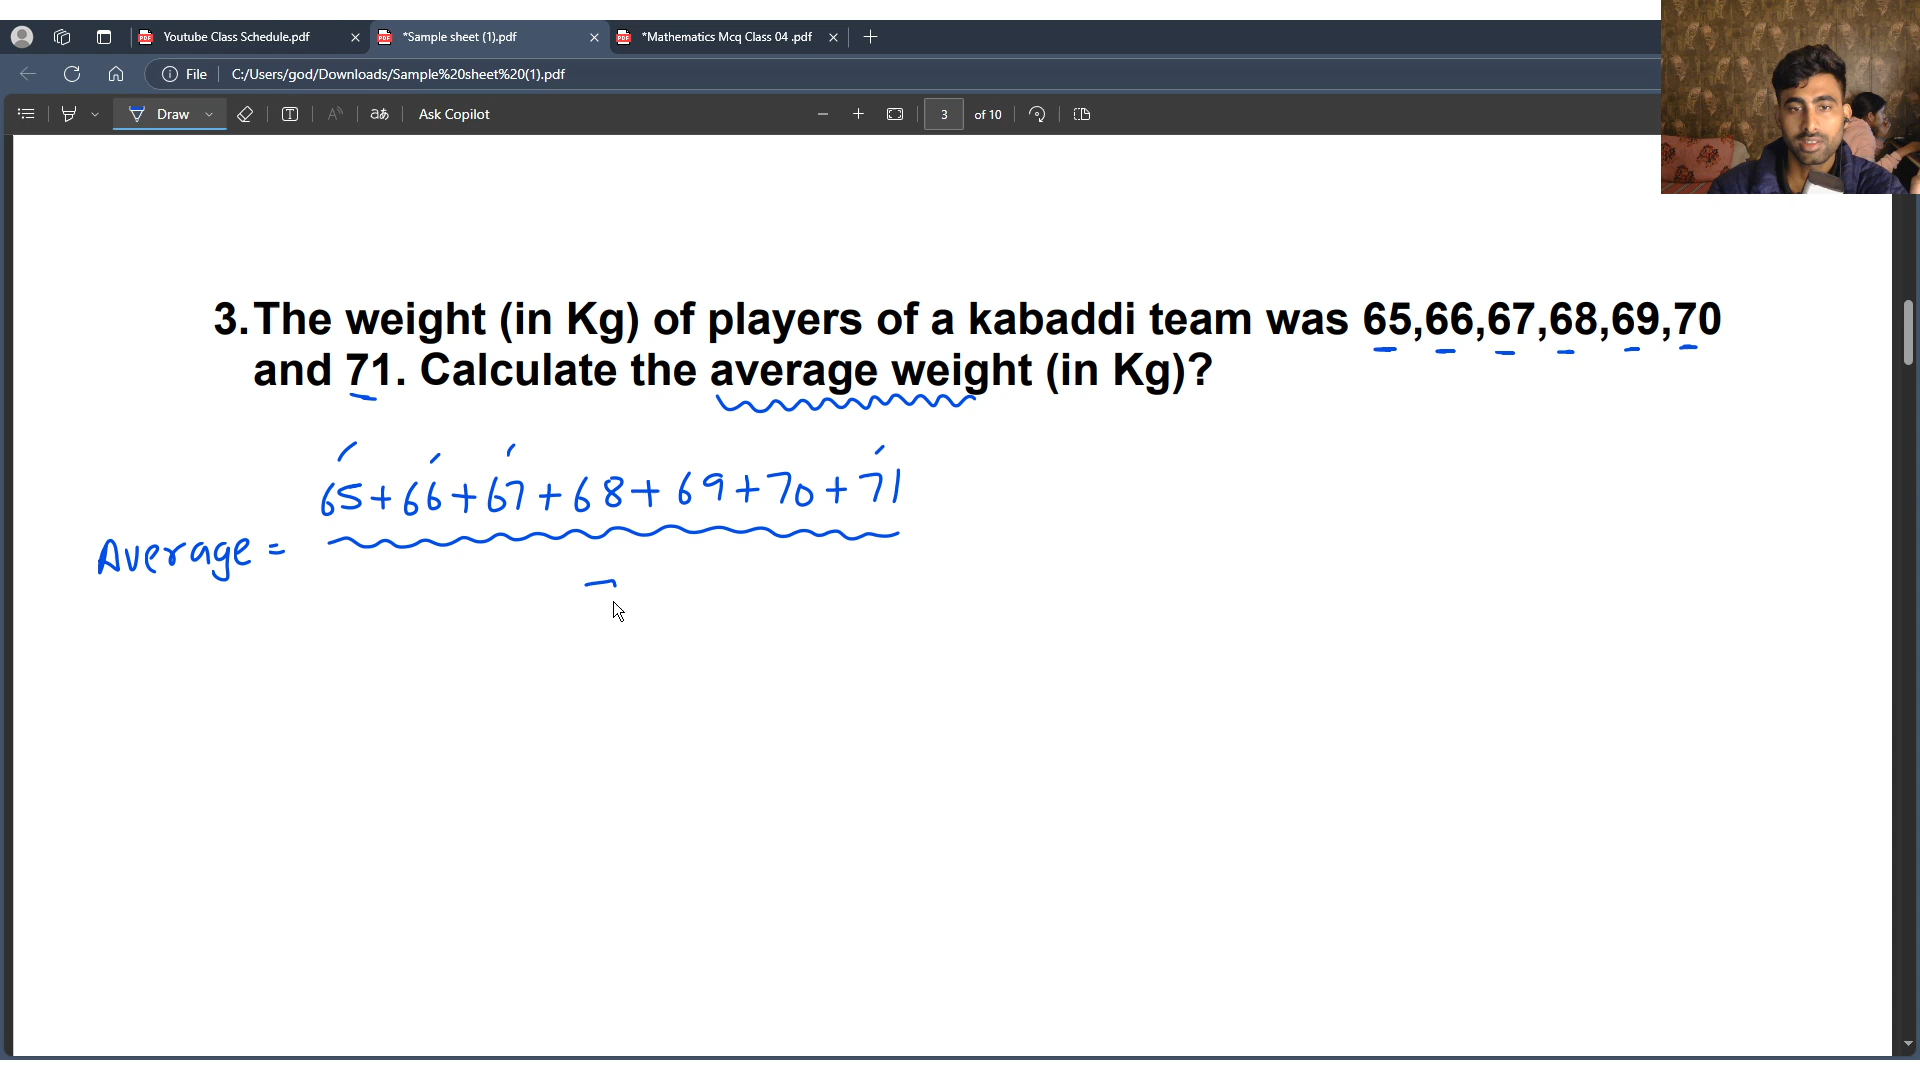 Youtube Class Schedule.pdf *Sample sheet (1).pdf *Mathematics Mcq Class 04 .pdf
File C:/Users/god/Downloads/Sample%20sheet%20(1).pdf
Draw aあ Ask Copilot 3 of 10
3.The weight (in Kg) of players of a kabaddi team was 65,66,67,68,69,70
and 71. Calculate the average weight (in Kg)?
65+66+67+68+69+70+71
Average =